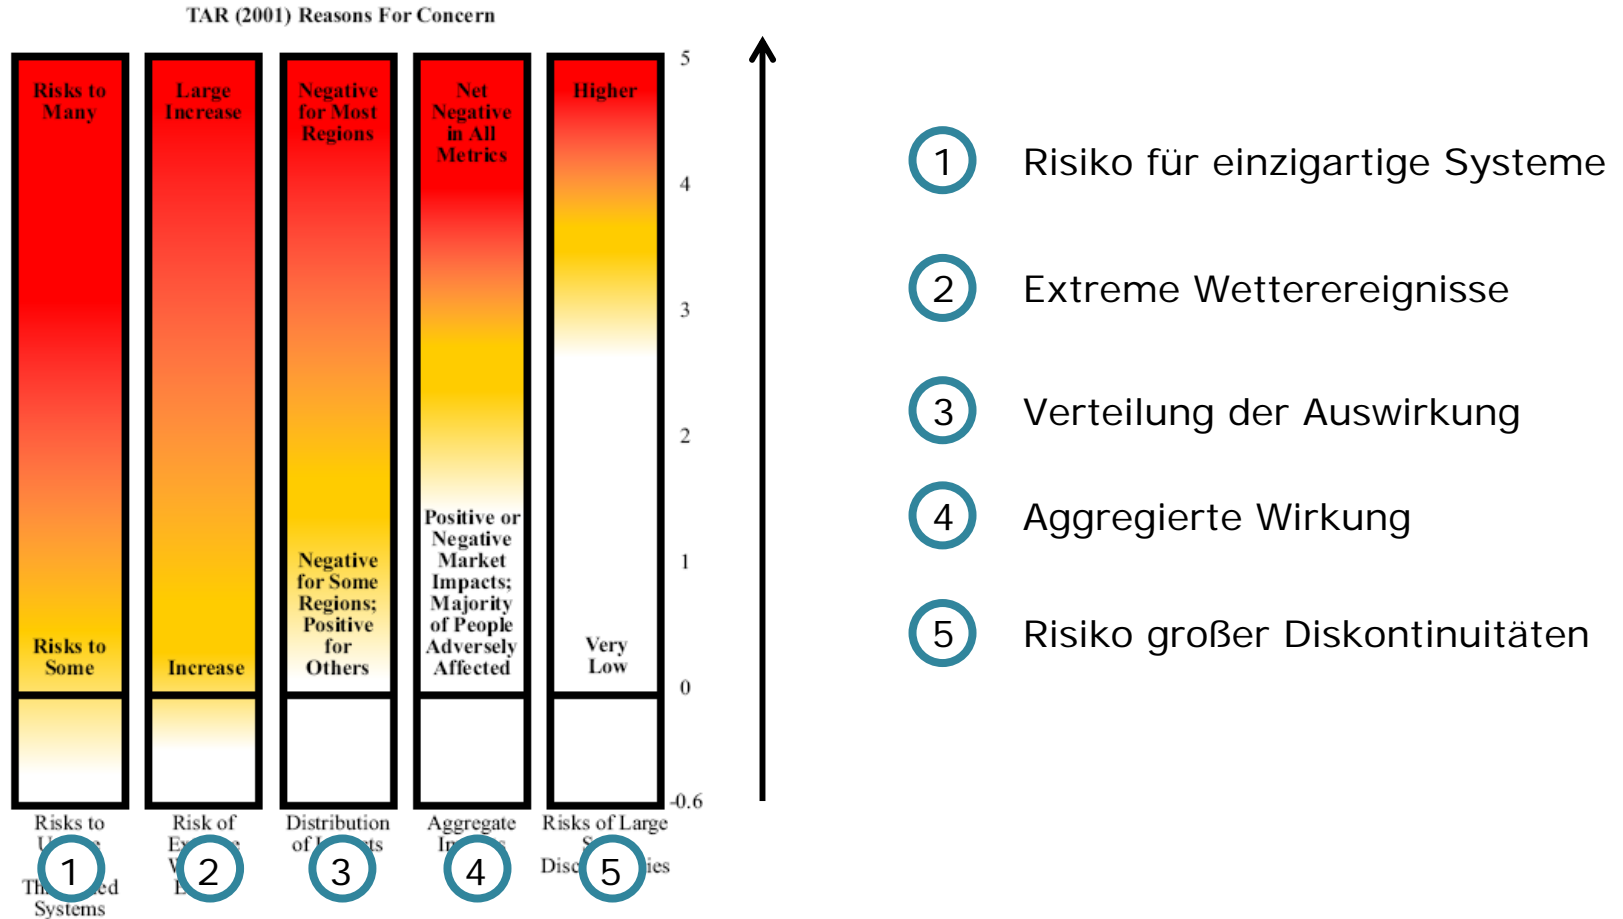 TAR (2001) Reasons For Concern
Risks to
Many
Risks to
Some
Large
Increase
Increase
Negative
for Most
Regions
Negative
for Some
Regions;
Positive
for
Others
Net
Negative
in All
Metrics
Positive or
Negative
Market
Impacts;
Majority
of People
Adversely
Affected
Higher
Very
Low
5
4
3
2
1
0
-0.6
Risks to
1
Systems
Risk of
2
Distribution
of
3
Aggregate
4
Risks of Large
5
1 Risiko für einzigartige Systeme
2 Extreme Wetterereignisse
3 Verteilung der Auswirkung
4 Aggregierte Wirkung
5 Risiko großer Diskontinuitäten